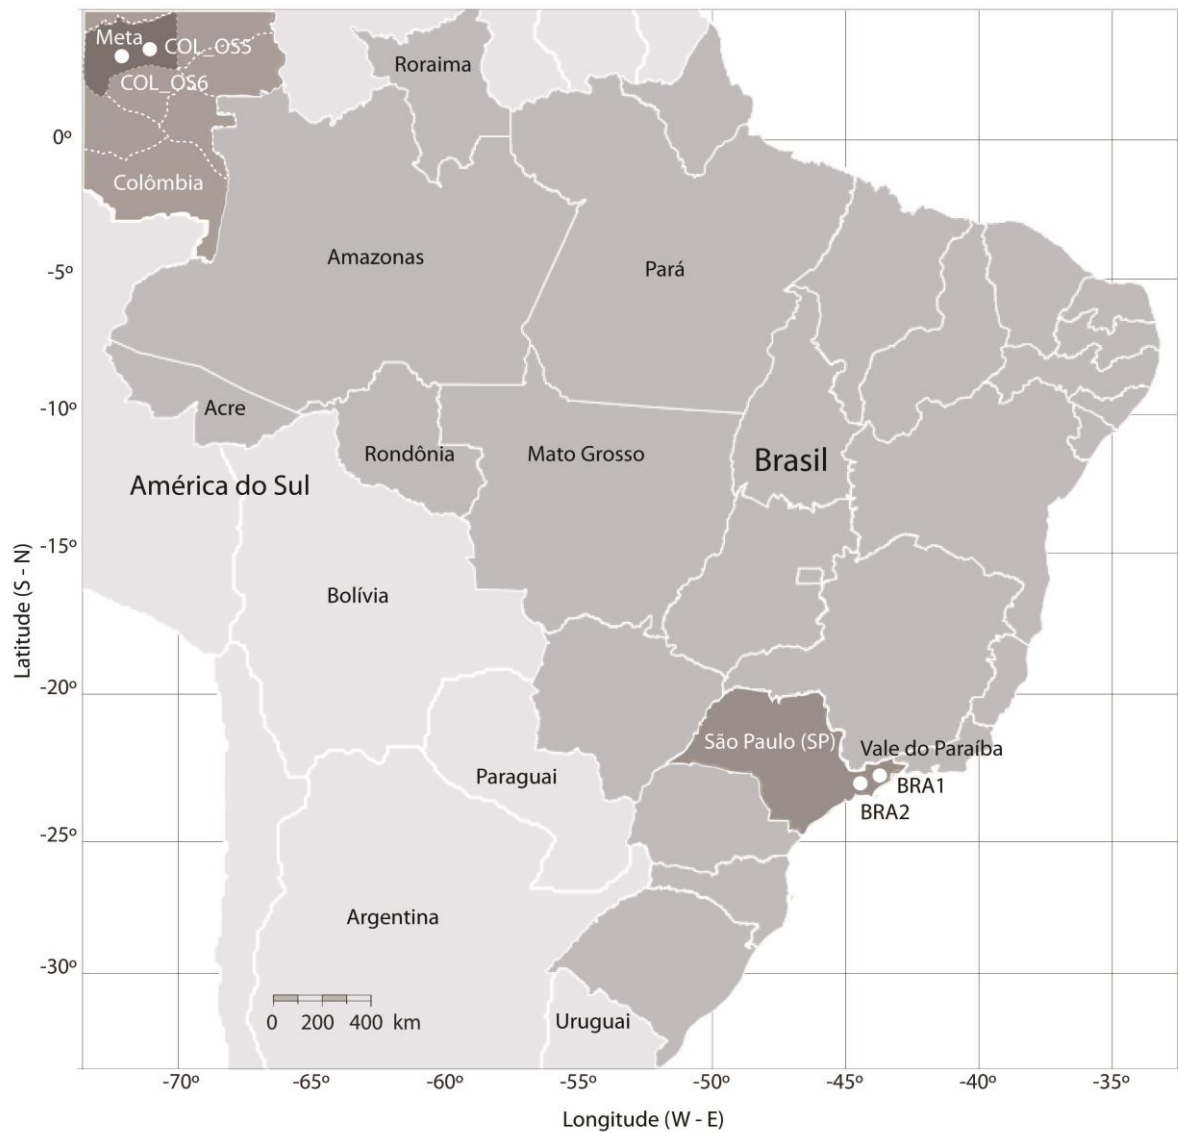 Meta
COL_OS5
COL_OS6
Roraima
0º
Colômbia
Amazonas
Pará
-5º
Acre
-10º
Rondônia
Mato Grosso
Brasil
América do Sul
-15º
Bolívia
Latitude (S - N)
-20º
São Paulo (SP)
Vale do Paraíba
Paraguai
BRA1
BRA2
-25º
Argentina
-30º
0 200 400 km
Uruguai
-70º -65º -60º -55º -50º -45º -40º -35º
Longitude (W - E)